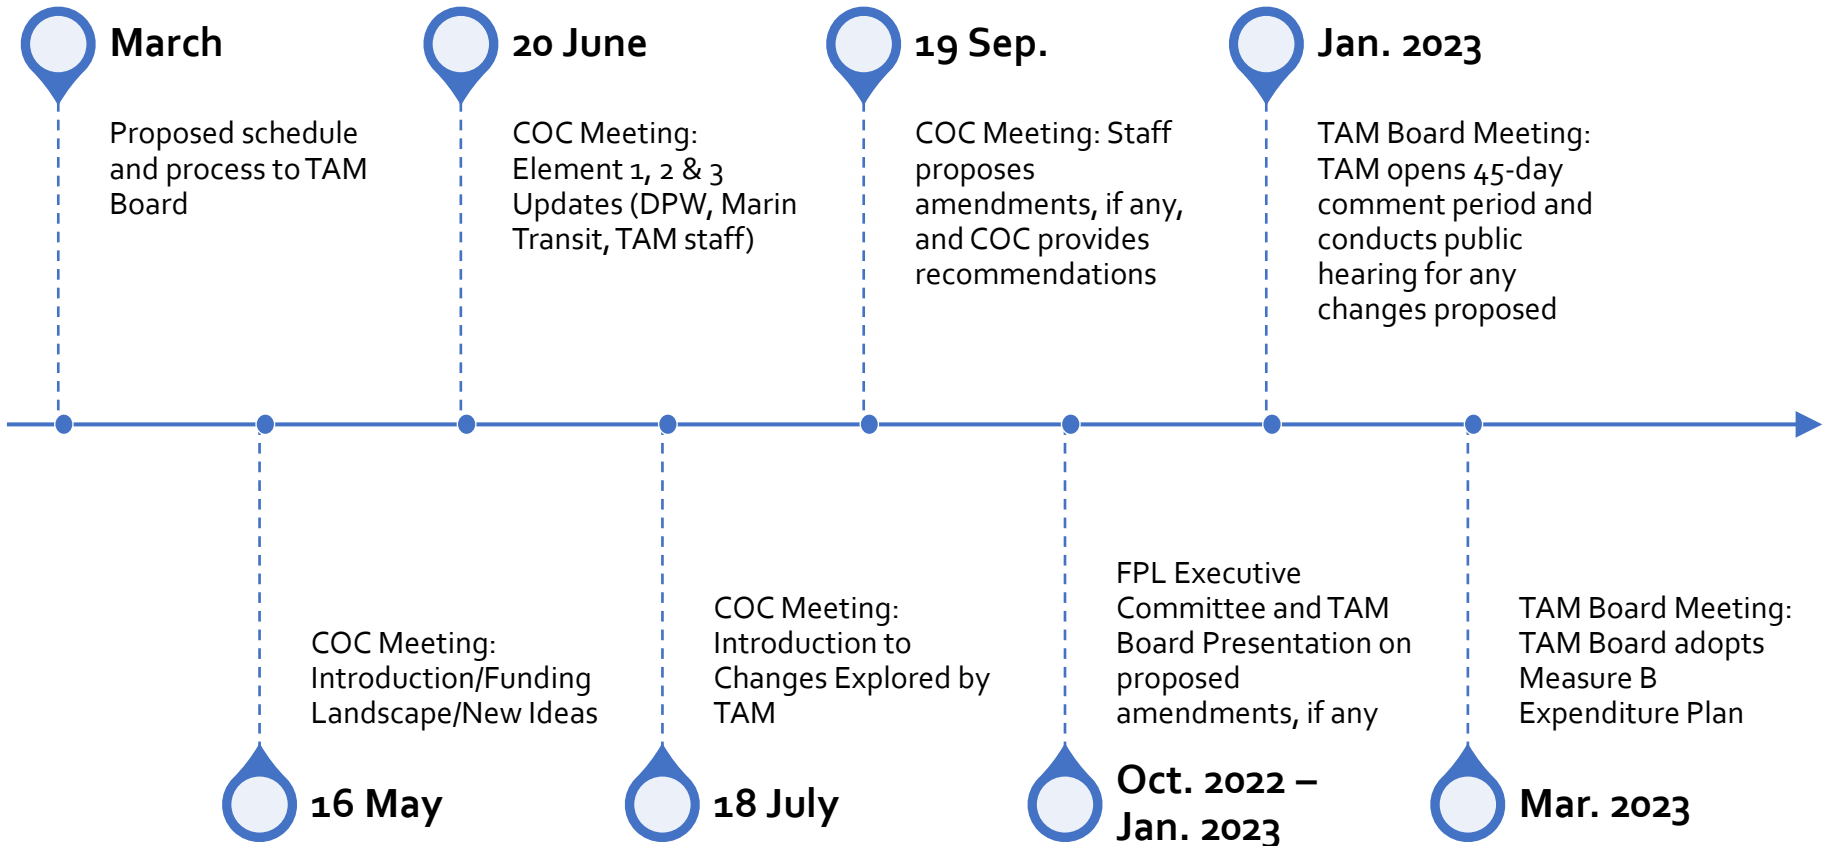 March
Proposed schedule
and process to TAM
Board
20 June
COC Meeting:
Element 1, 2 & 3
Updates (DPW, Marin
Transit, TAM staff)
19 Sep.
COC Meeting: Staff
proposes
amendments, if any,
and COC provides
recommendations
Jan. 2023
TAM Board Meeting:
TAM opens 45-day
comment period and
conducts public
hearing for any
changes proposed
COC Meeting:
Introduction/Funding
Landscape/New Ideas
16 May
COC Meeting:
Introduction to
Changes Explored by
TAM
18 July
FPL Executive
Committee and TAM
Board Presentation on
proposed
amendments, if any
Oct. 2022 –
Jan. 2023
TAM Board Meeting:
TAM Board adopts
Measure B
Expenditure Plan
Mar. 2023